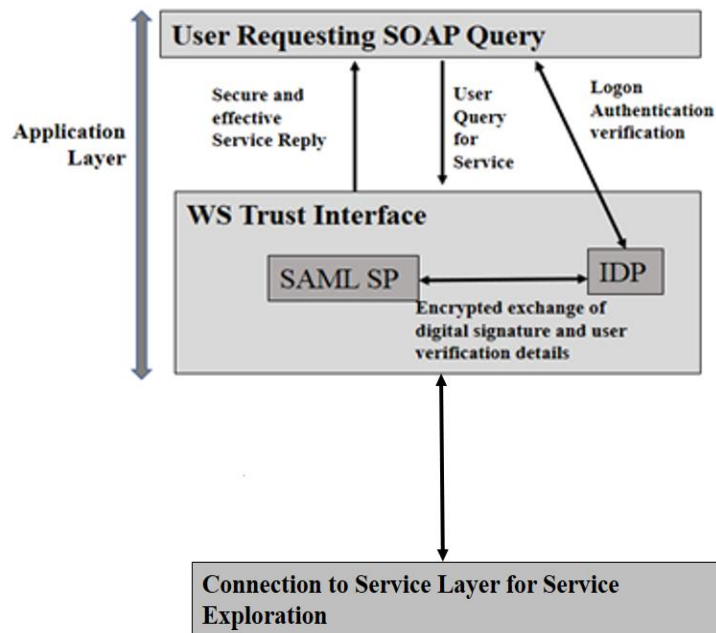 User Requesting SOAP Query
Secure and
effective
Service Reply
User
Query
for
Service
Logon
Authentication
verification
Application
Layer
WS Trust Interface
SAML SP
IDP
Encrypted exchange of
digital signature and user
verification details
Connection to Service Layer for Service
Exploration